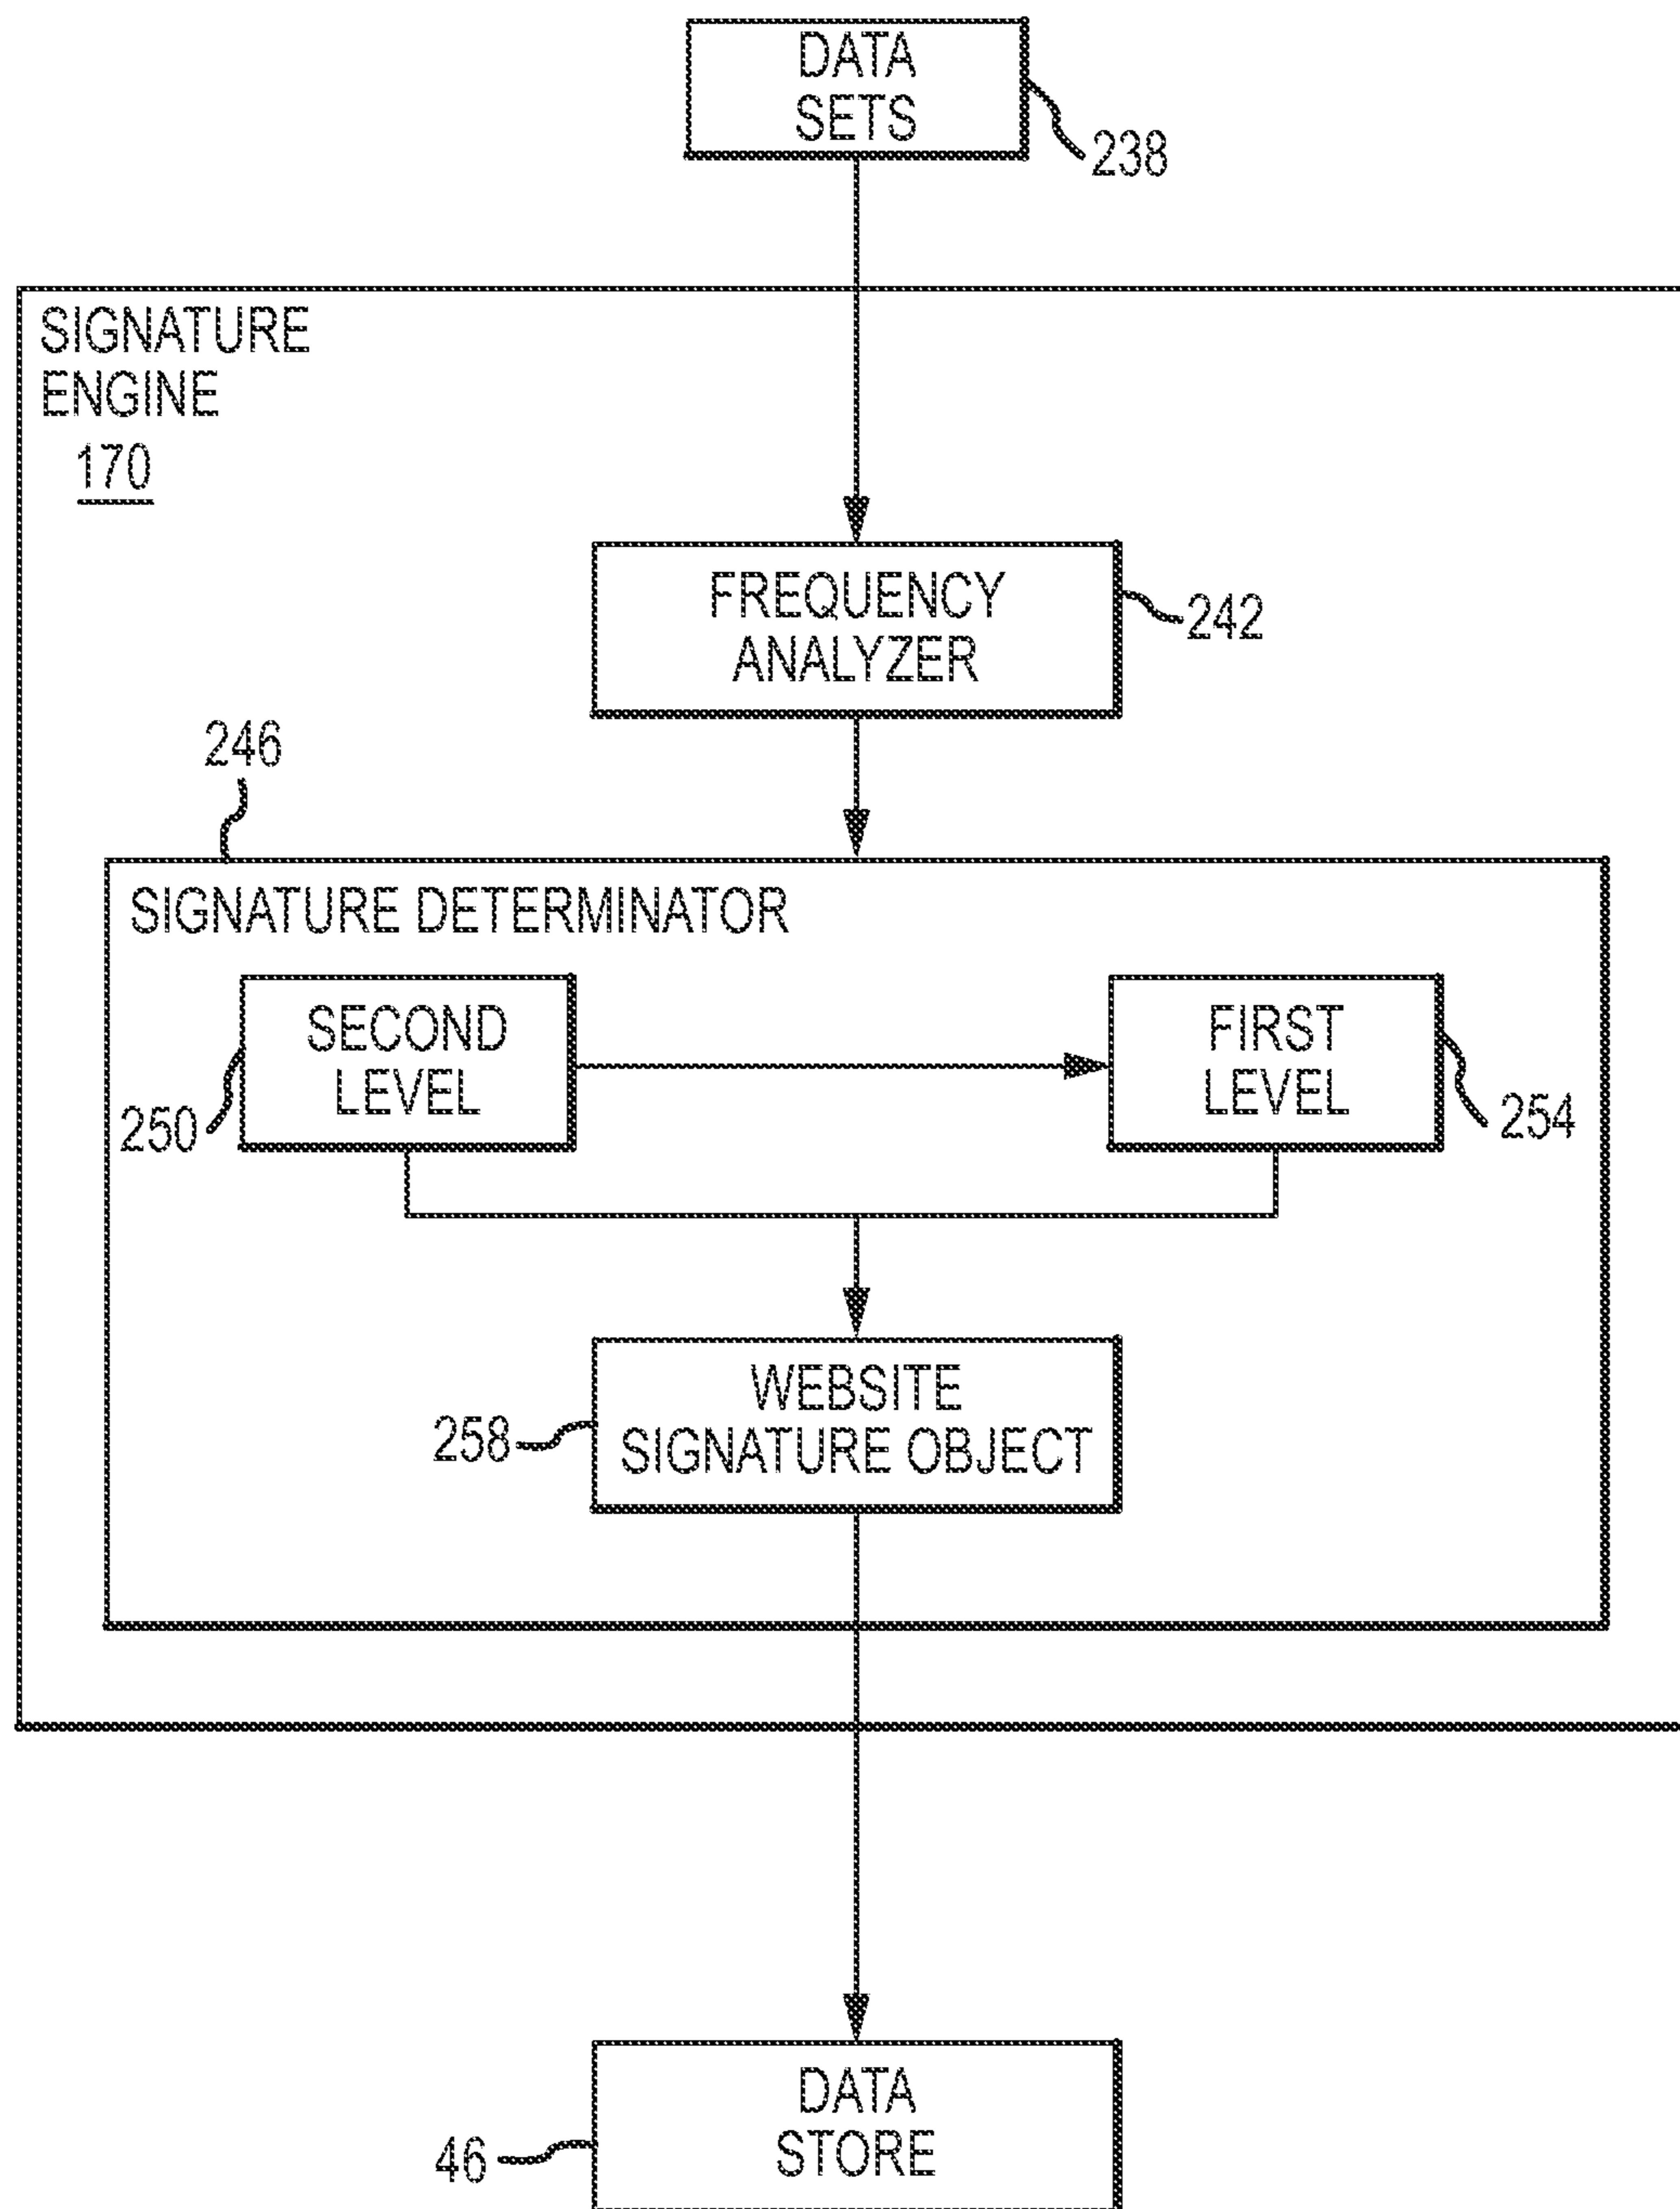 DATA
SETS
238
SIGNATURE
ENGINE
170
FREQUENCY
ANALYZER
242
246
SIGNATURE DETERMINATOR
SECOND
LEVEL
250
FIRST
LEVEL
254
WEBSITE
SIGNATURE OBJECT
258
DATA
STORE
46